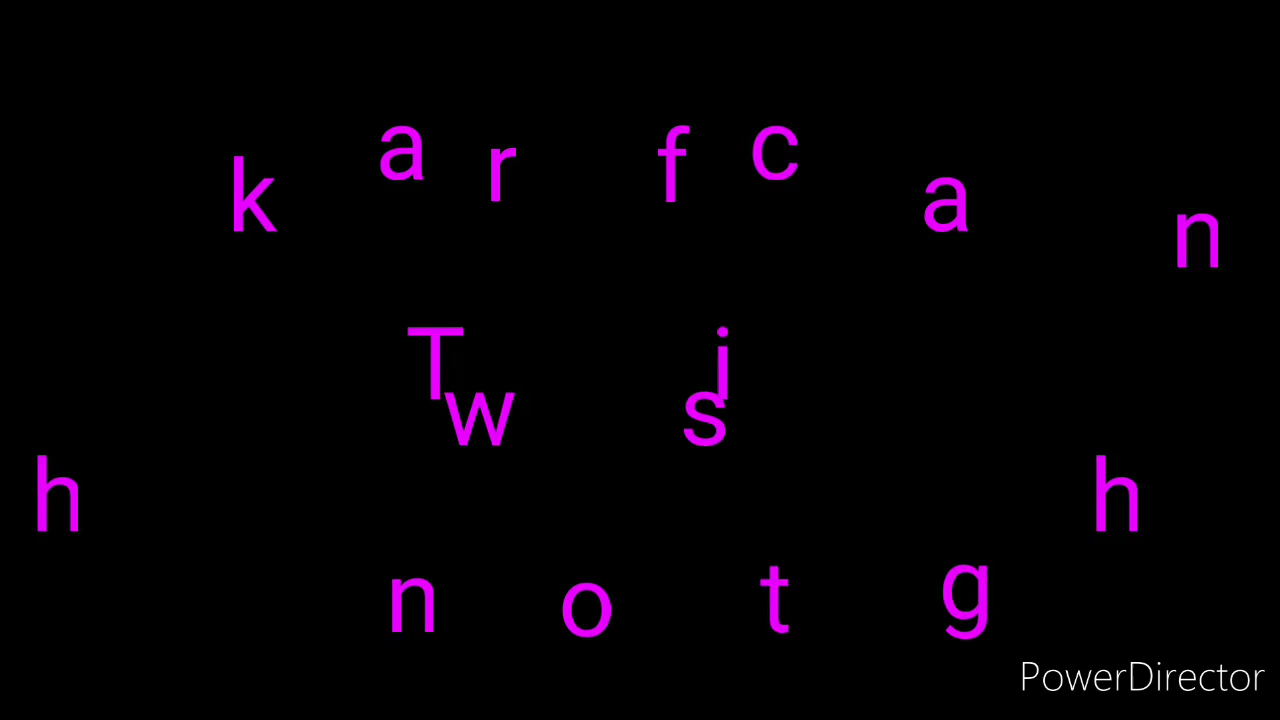 k a r f c a n
T i
w s
h h
n o t g
PowerDirector